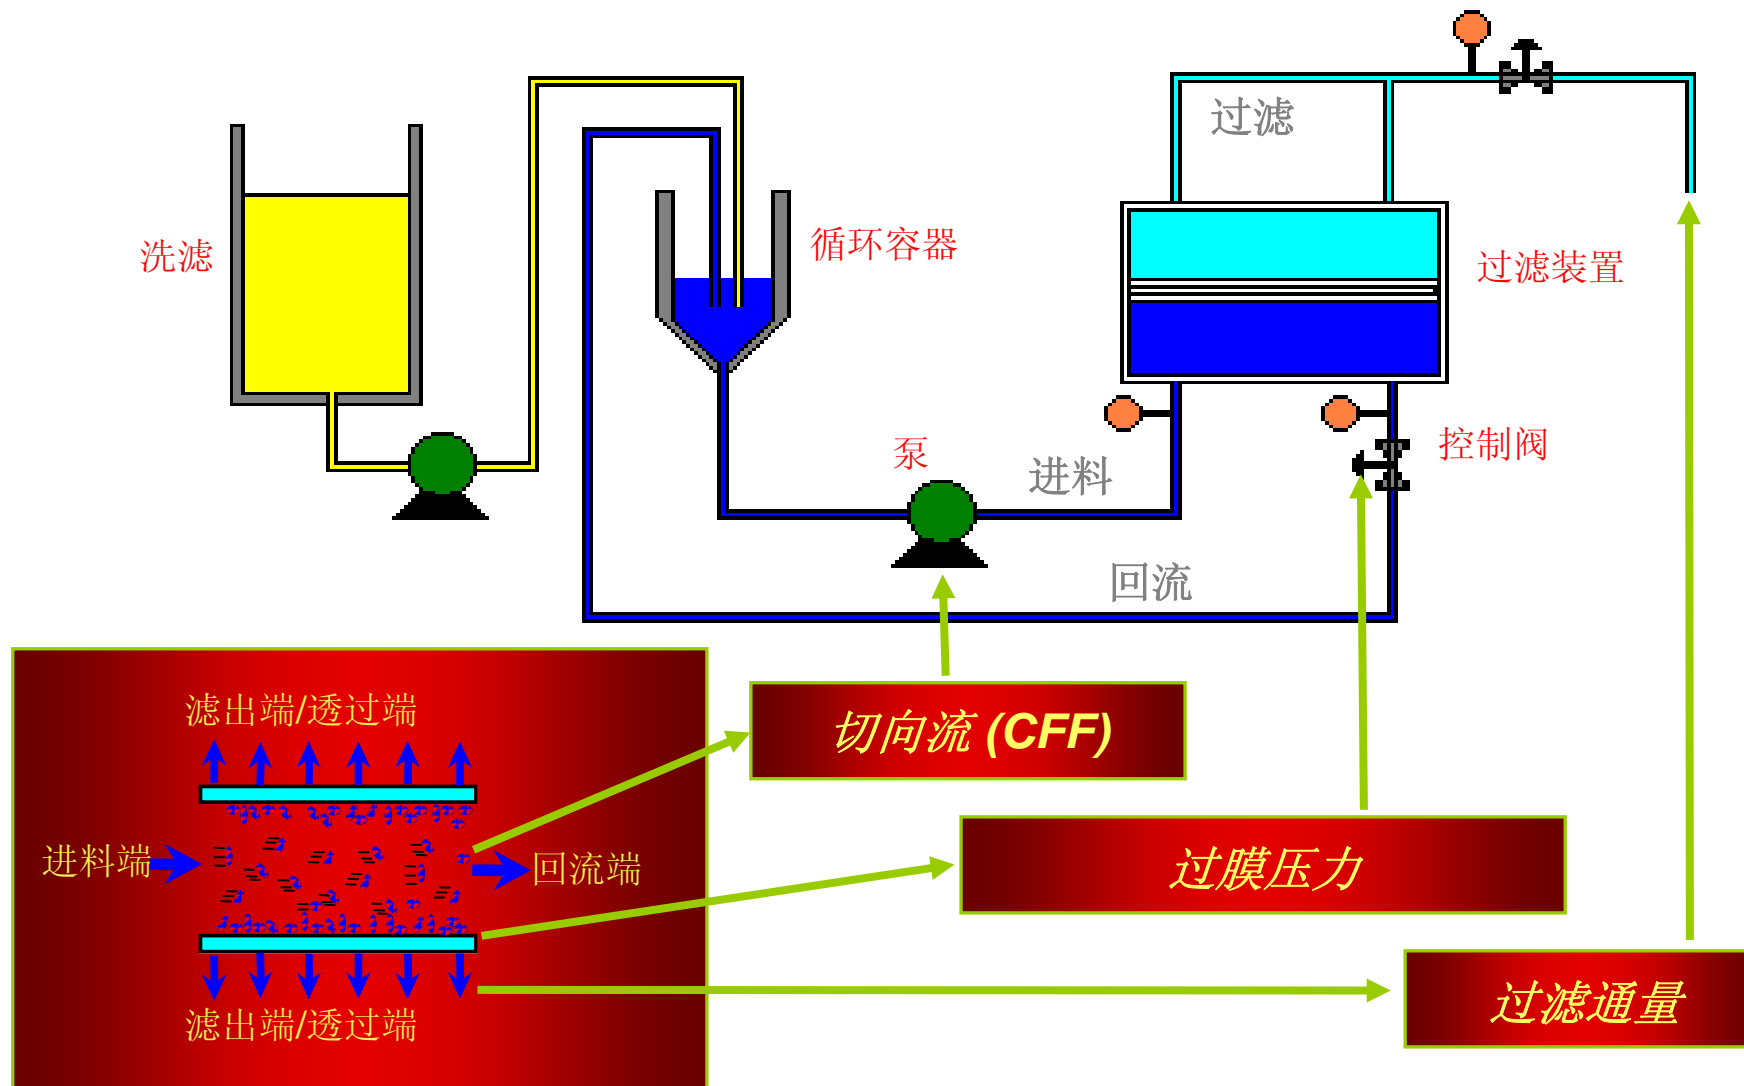 过滤
洗滤
循环容器
过滤装置
泵
控制阀
进料
回流
滤出端/透过端
切向流 (CFF)
进料端
回流端
过膜压力
过滤通量
滤出端/透过端